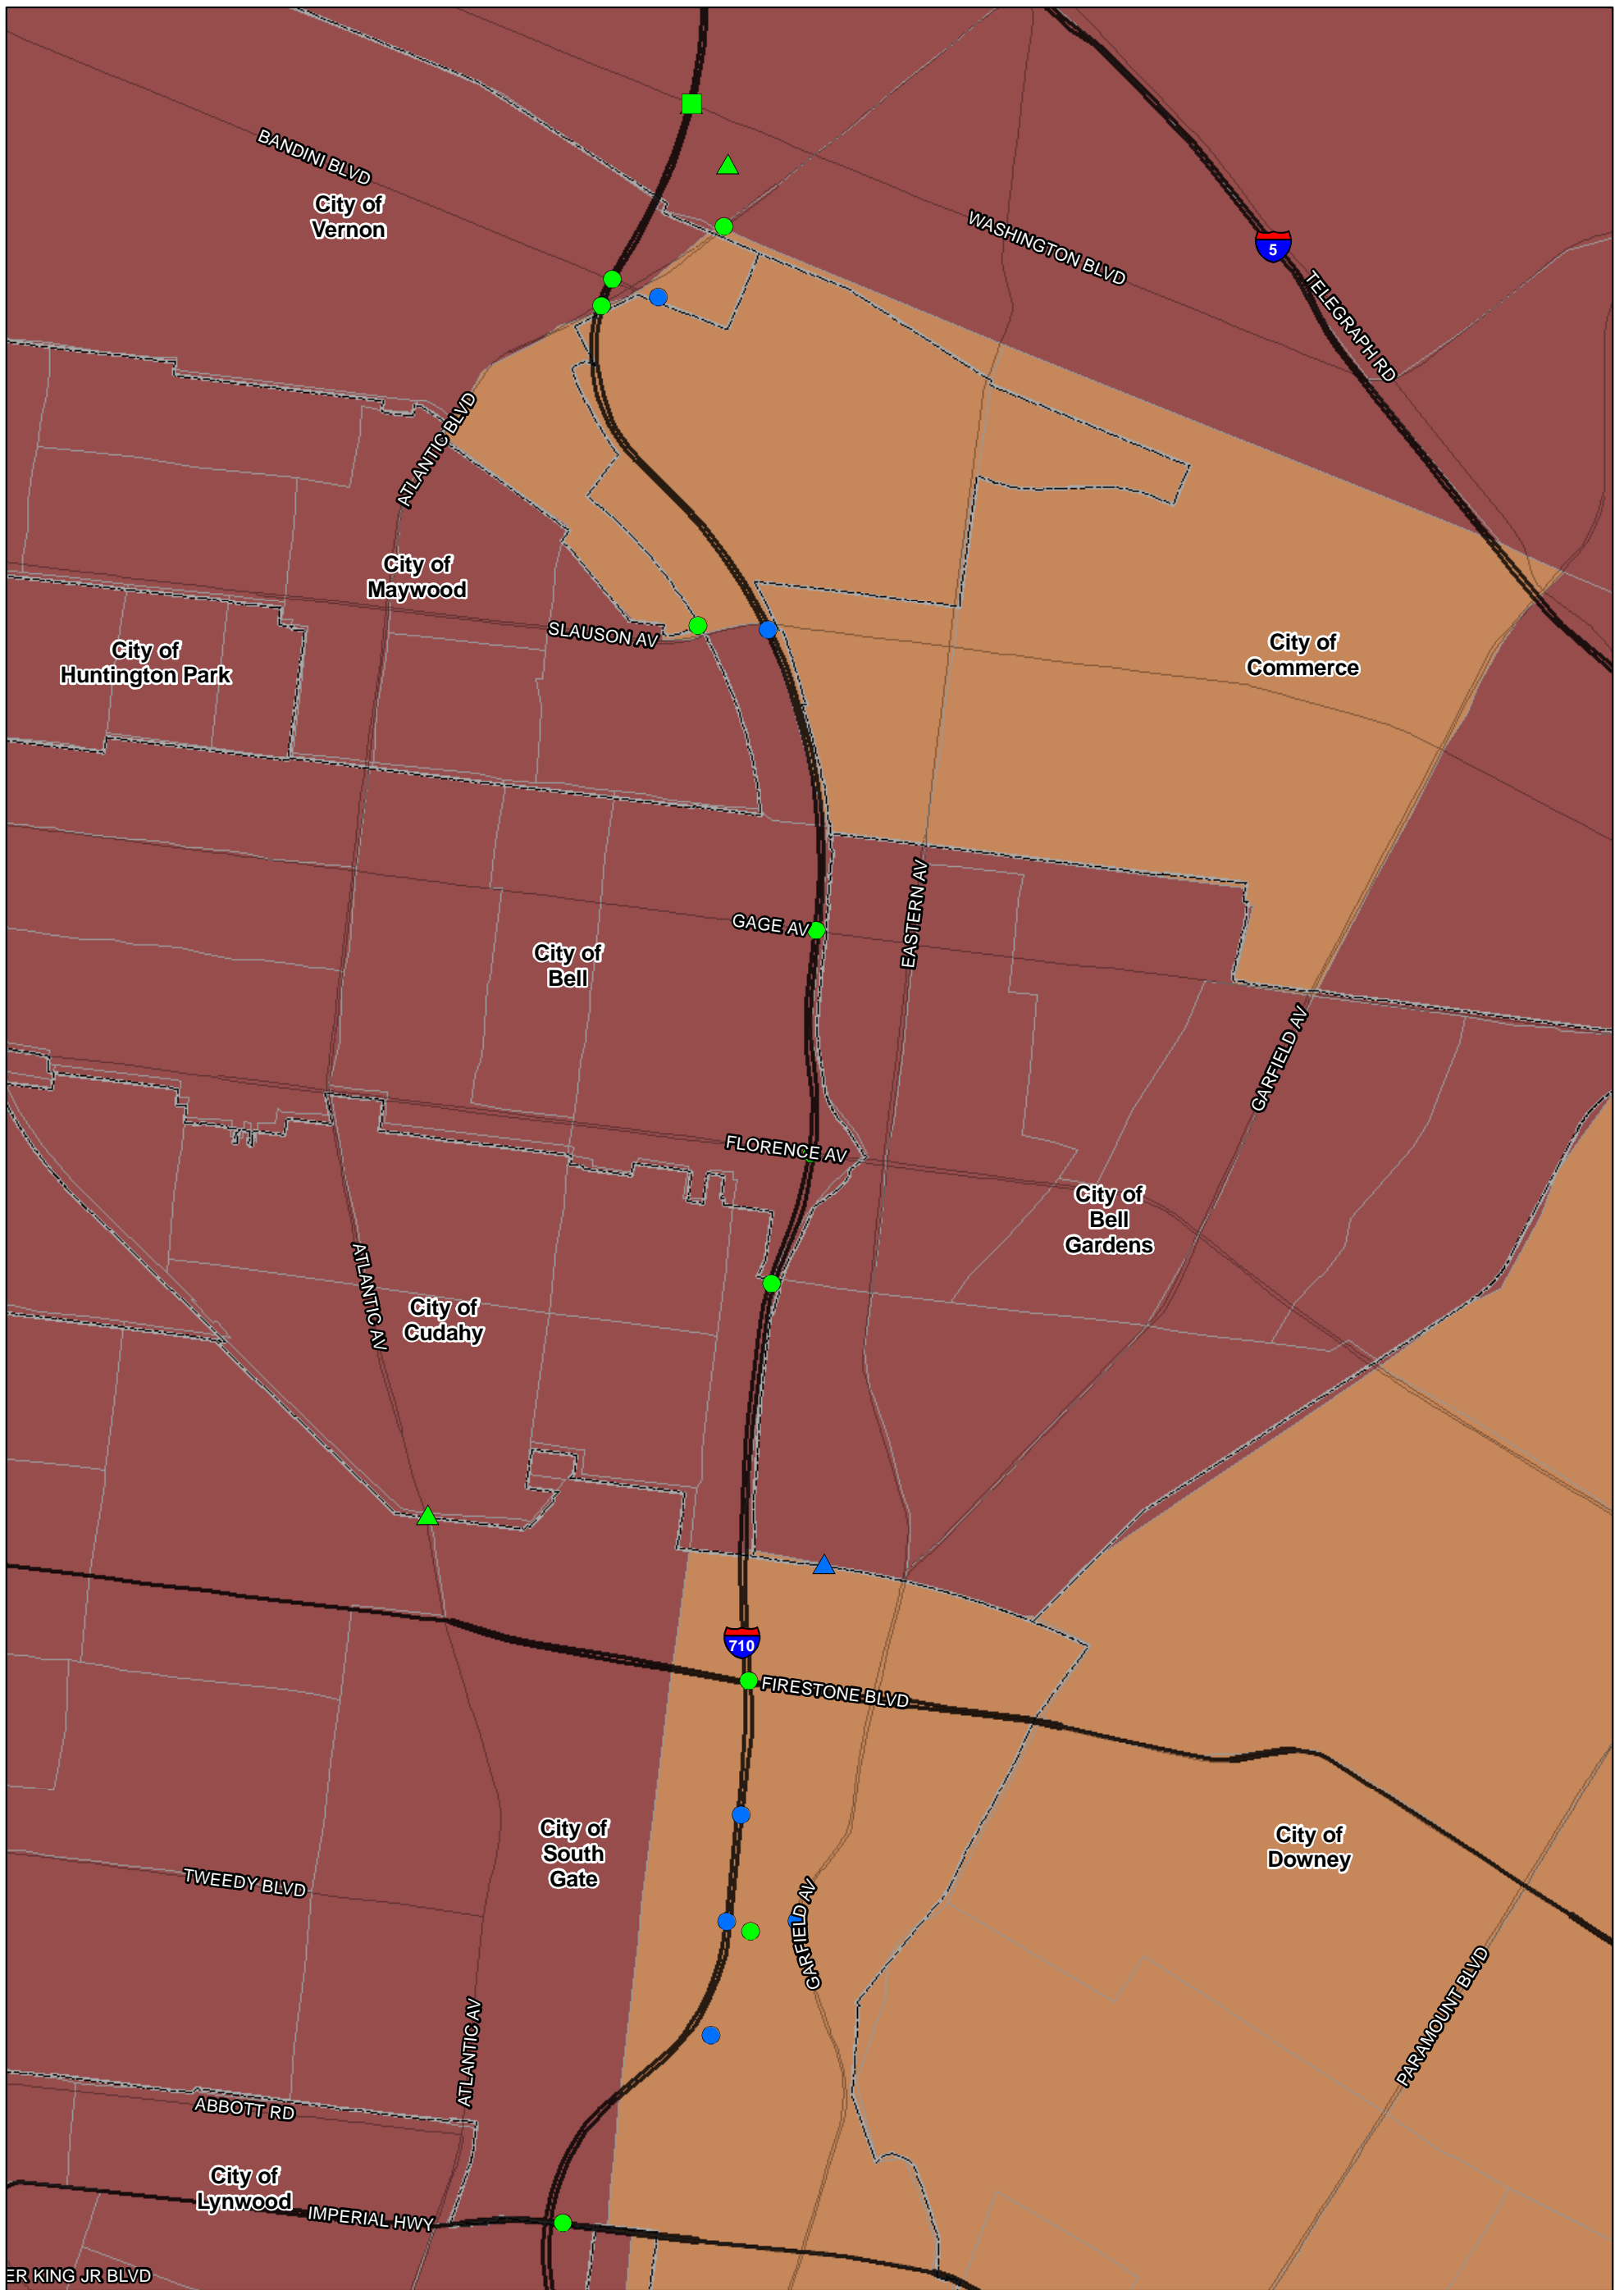 BANDINI BLVD
City of
Vernon
WASHINGTON BLVD
5
TELEGRAPH RD
ATLANTIC BLVD
City of
Maywood
SLAUSON AV
City of
Huntington Park
City of
Commerce
GAGE AV
EASTERN AV
City of
Bell
GARFIELD AV
FLORENCE AV
City of
Bell
Gardens
ATLANTIC AV
City of
Cudahy
710
FIRESTONE BLVD
City of
South
Gate
City of
Downey
TWEEDY BLVD
GARFIELD AV
PARAMOUNT BLVD
ATLANTIC AV
ABBOTT RD
City of
Lynwood
IMPERIAL HWY
ER KING JR BLVD